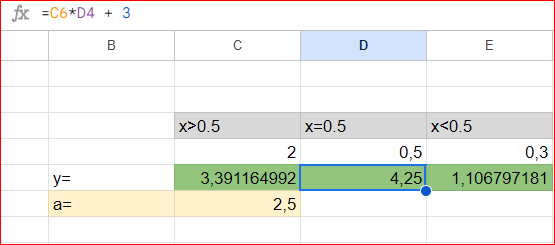 fx =C6*D4 + 3
B C D E
x>0.5 x=0.5 x<0.5
2 0,5 0,3
y= 3,391164992 4,25 1,106797181
a= 2,5